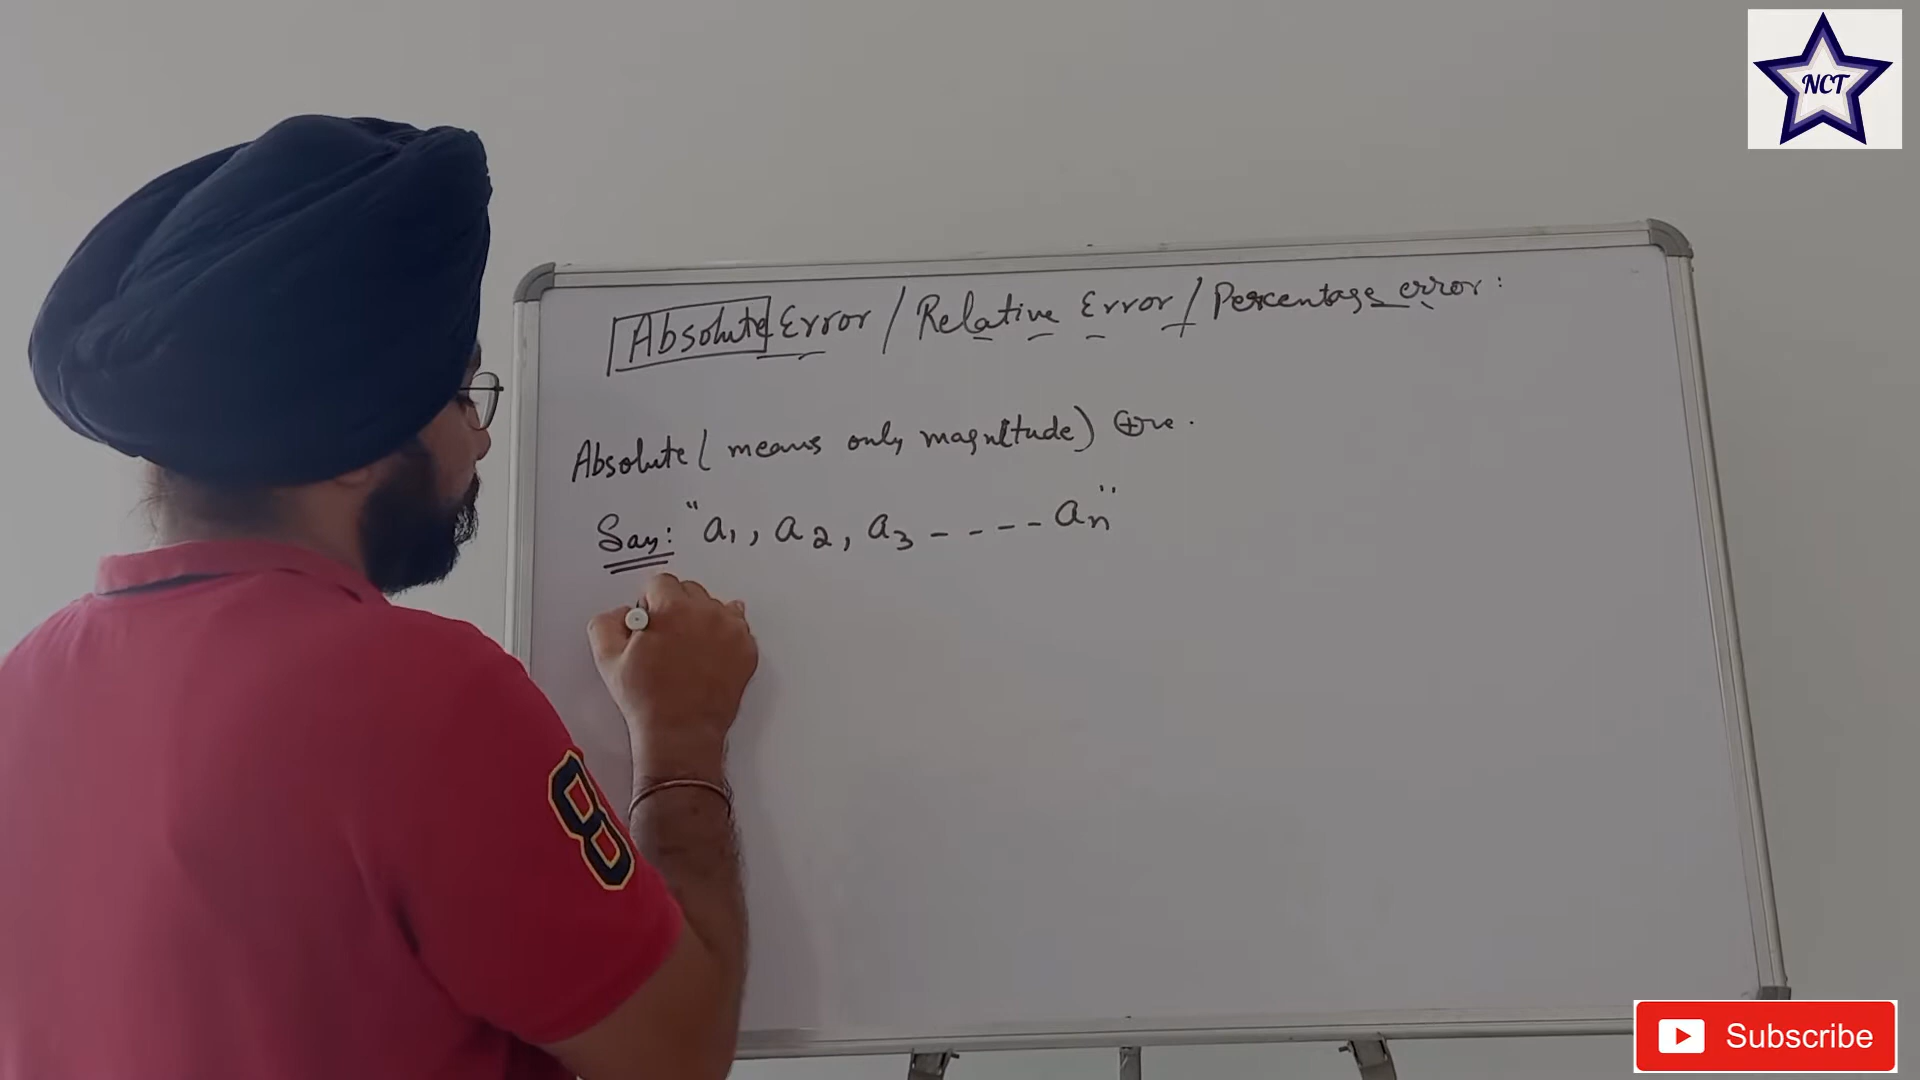 NCT
Absolute Error / Relative Error / Percentage error:
Absolute ( means only magnitude) ⊕ve.
Say: "a₁, a₂, a₃ - - - - aₙ"
8
Subscribe